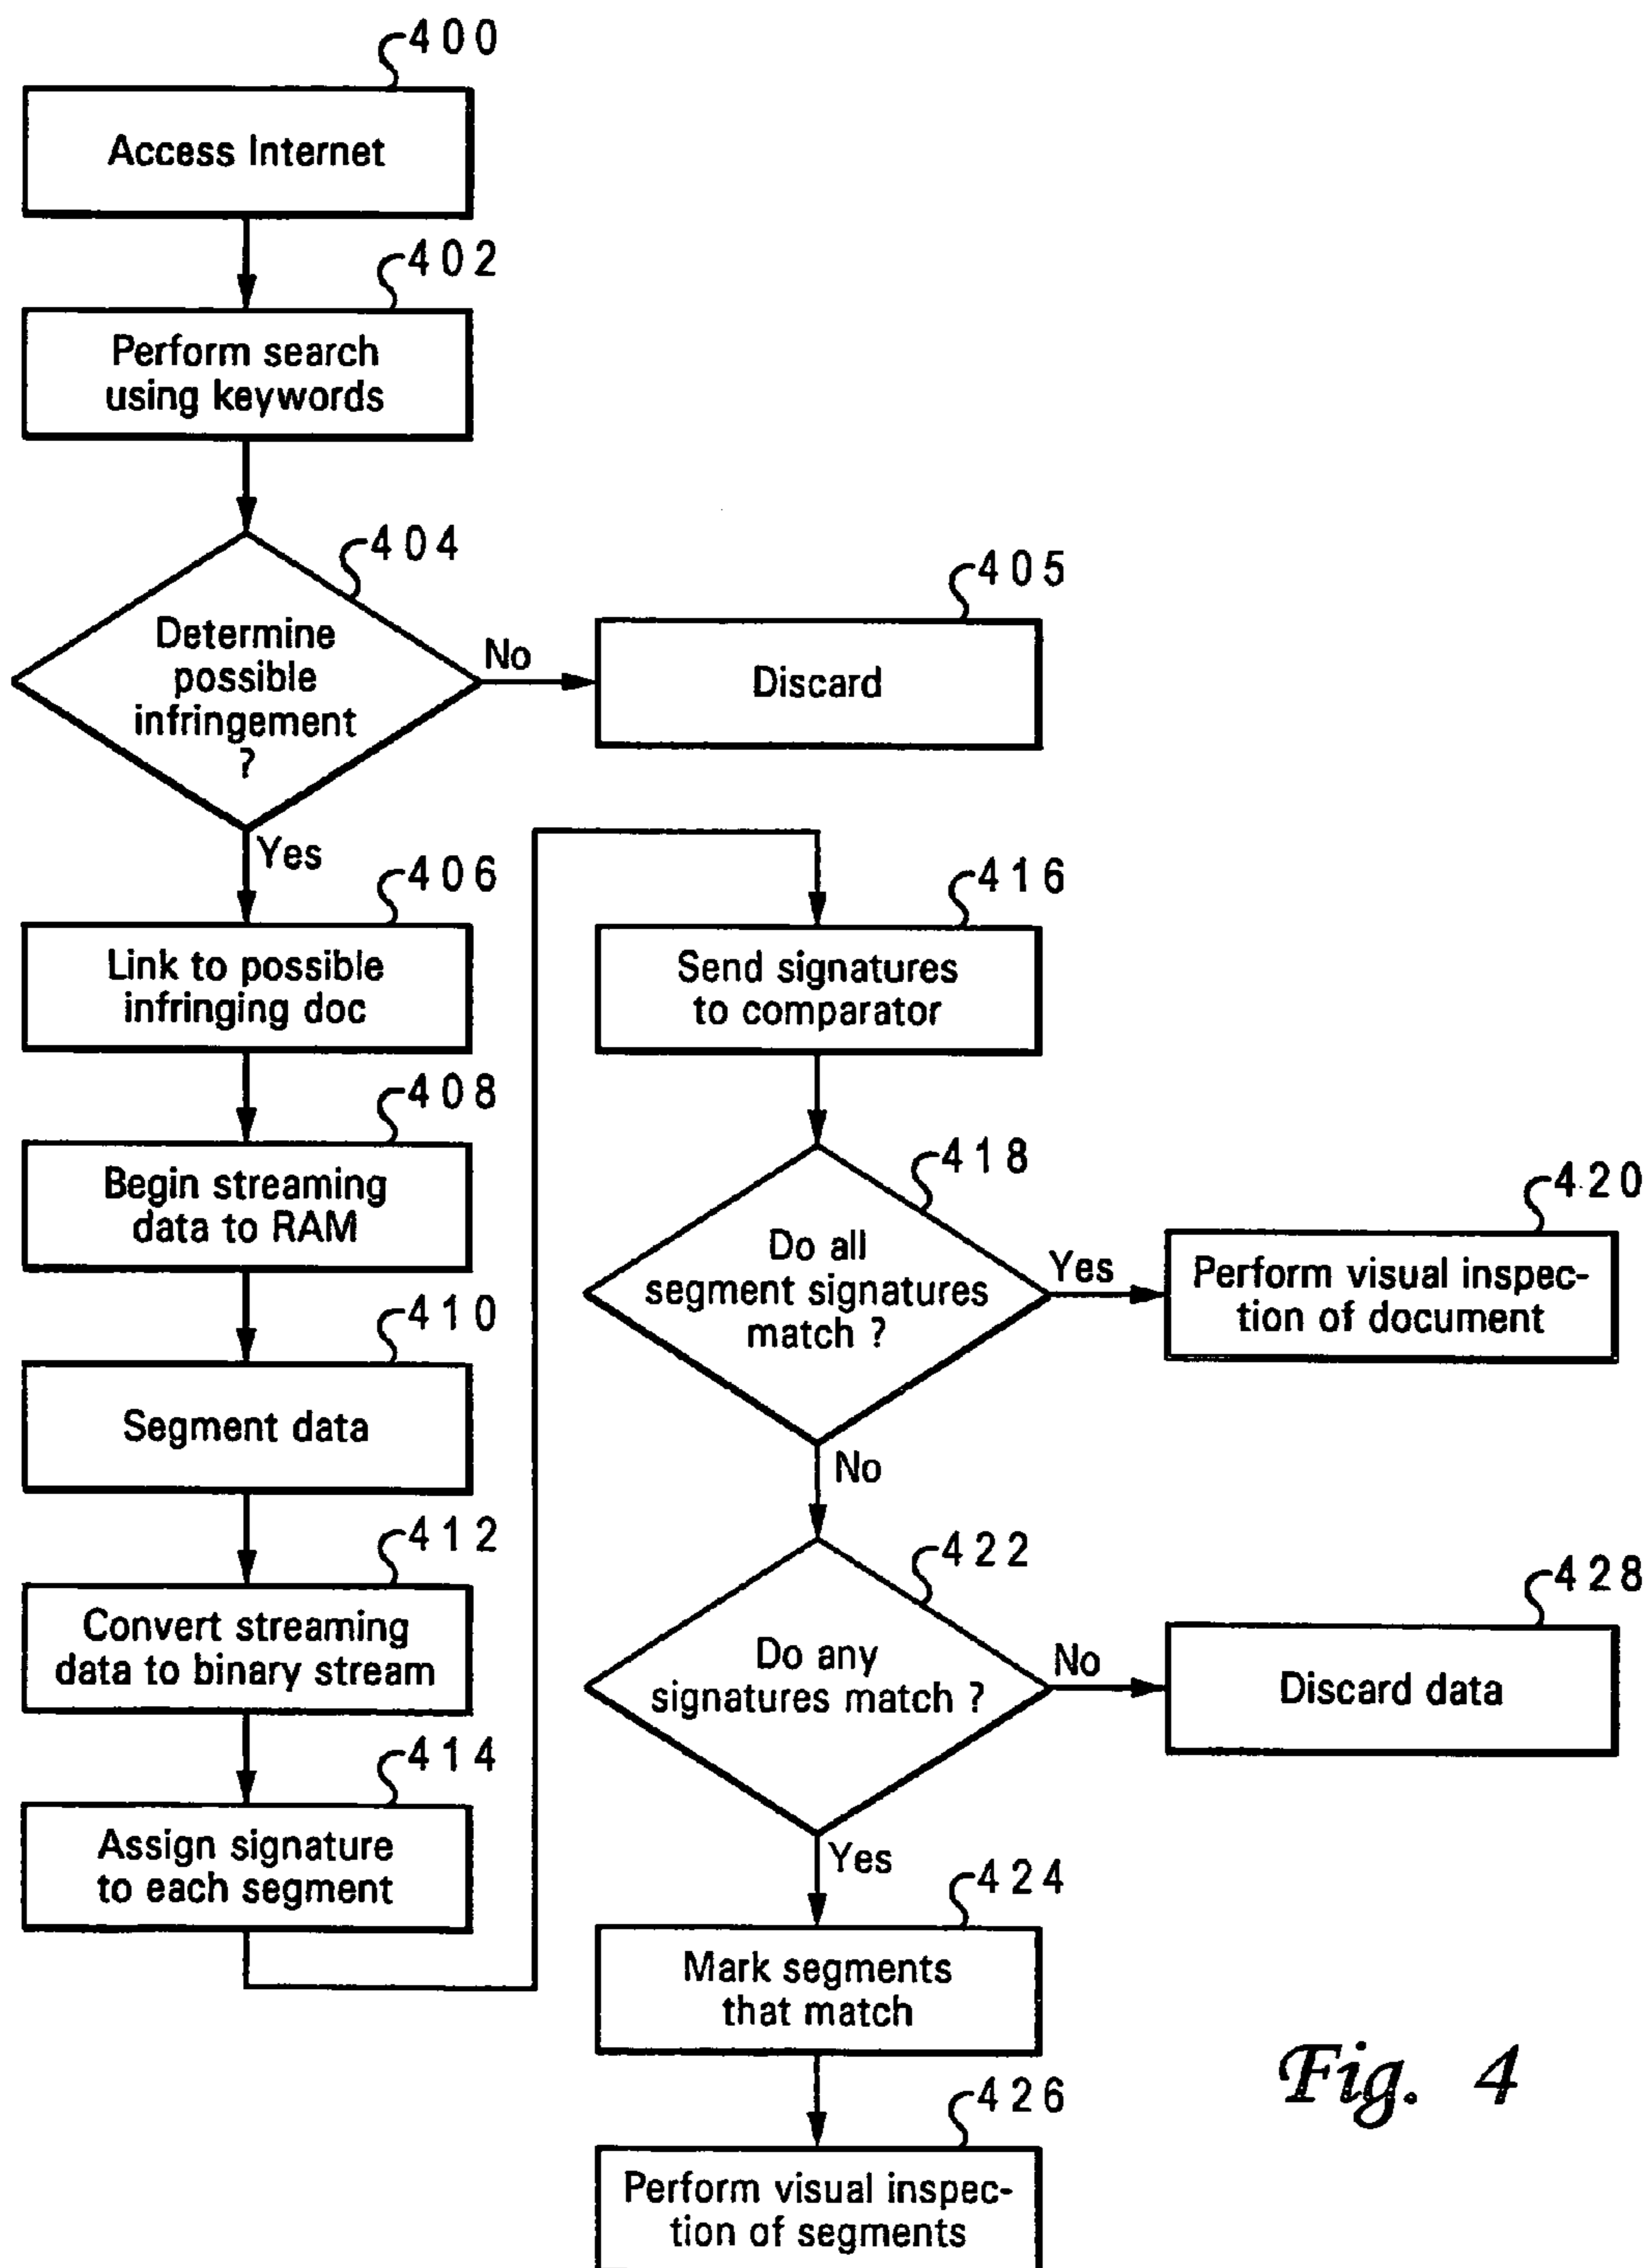 400
Access Internet
402
Perform search
using keywords
404
Determine
possible
infringement
?
No
405
Discard
Yes
406
Link to possible
infringing doc
408
Begin streaming
data to RAM
410
Segment data
412
Convert streaming
data to binary stream
414
Assign signature
to each segment
416
Send signatures
to comparator
418
Do all
segment signatures
match ?
Yes
420
Perform visual inspec-
tion of document
No
422
Do any
signatures match ?
No
428
Discard data
Yes
424
Mark segments
that match
426
Perform visual inspec-
tion of segments
Fig. 4